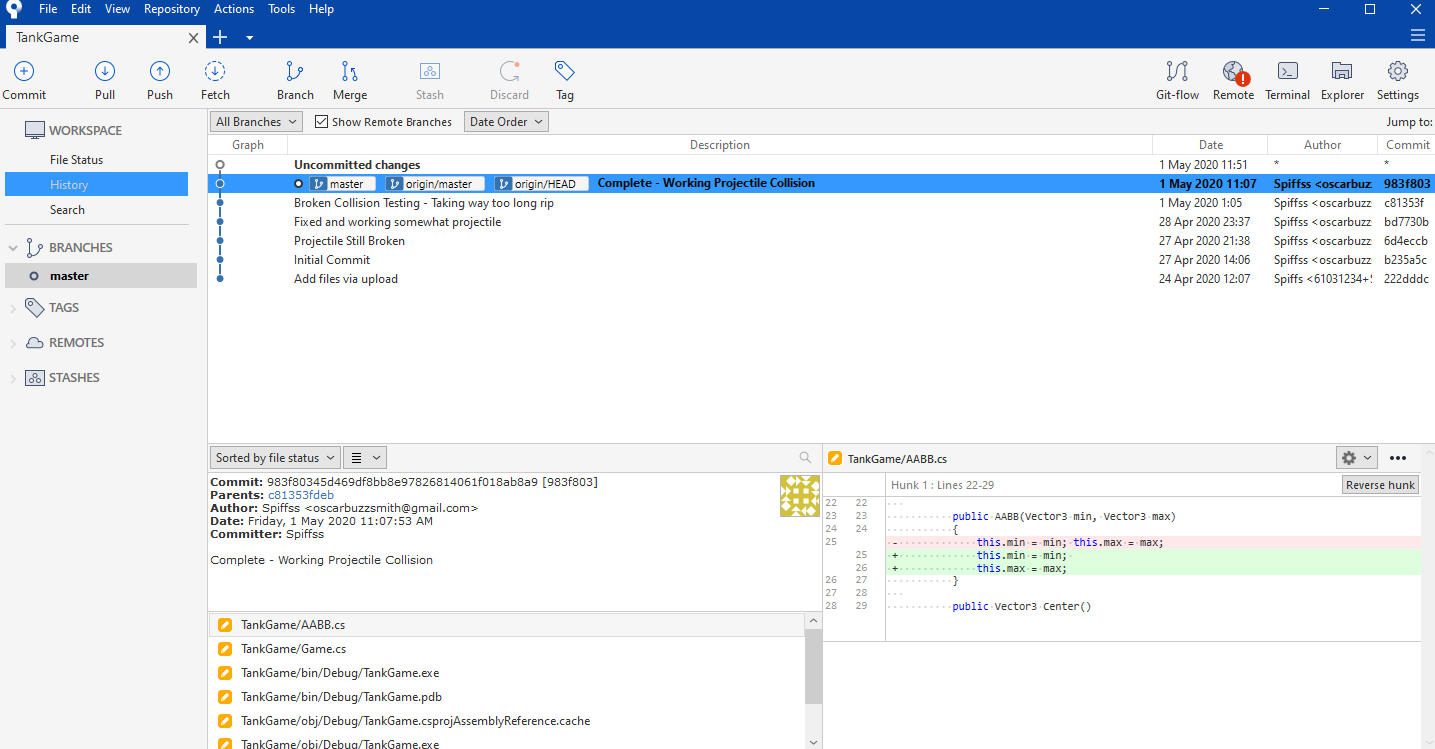 File Edit View Repository Actions Tools Help
TankGame
Commit Pull Push Fetch Branch Merge Stash Discard Tag Git-flow Remote Terminal Explorer Settings
WORKSPACE
File Status
History
Search
BRANCHES
master
TAGS
REMOTES
STASHES
All Branches Show Remote Branches Date Order Jump to:
Graph Description Date Author Commit
Uncommitted changes 1 May 2020 11:51 * *
master origin/master origin/HEAD Complete - Working Projectile Collision 1 May 2020 11:07 Spiffss <oscarbuzz 983f803
Broken Collision Testing - Taking way too long rip 1 May 2020 1:05 Spiffss <oscarbuzz c81353f
Fixed and working somewhat projectile 28 Apr 2020 23:37 Spiffss <oscarbuzz bd7730b
Projectile Still Broken 27 Apr 2020 21:38 Spiffss <oscarbuzz 6d4eccb
Initial Commit 27 Apr 2020 14:06 Spiffss <oscarbuzz b235a5c
Add files via upload 24 Apr 2020 12:07 Spiffs <61031234+ 222dddc
Sorted by file status
Commit: 983f80345d469df8bb8e97826814061f018ab8a9 [983f803]
Parents: c81353fdeb
Author: Spiffss <oscarbuzzsmith@gmail.com>
Date: Friday, 1 May 2020 11:07:53 AM
Committer: Spiffss
Complete - Working Projectile Collision
TankGame/AABB.cs
TankGame/Game.cs
TankGame/bin/Debug/TankGame.exe
TankGame/bin/Debug/TankGame.pdb
TankGame/obj/Debug/TankGame.csprojAssemblyReference.cache
TankGame/obj/Debug/TankGame.exe
TankGame/AABB.cs
Hunk 1 : Lines 22-29 Reverse hunk
22 22
23 23 public AABB(Vector3 min, Vector3 max)
24 24 {
25 - this.min = min; this.max = max;
25 + this.min = min;
26 + this.max = max;
26 27 }
27 28
28 29 public Vector3 Center()